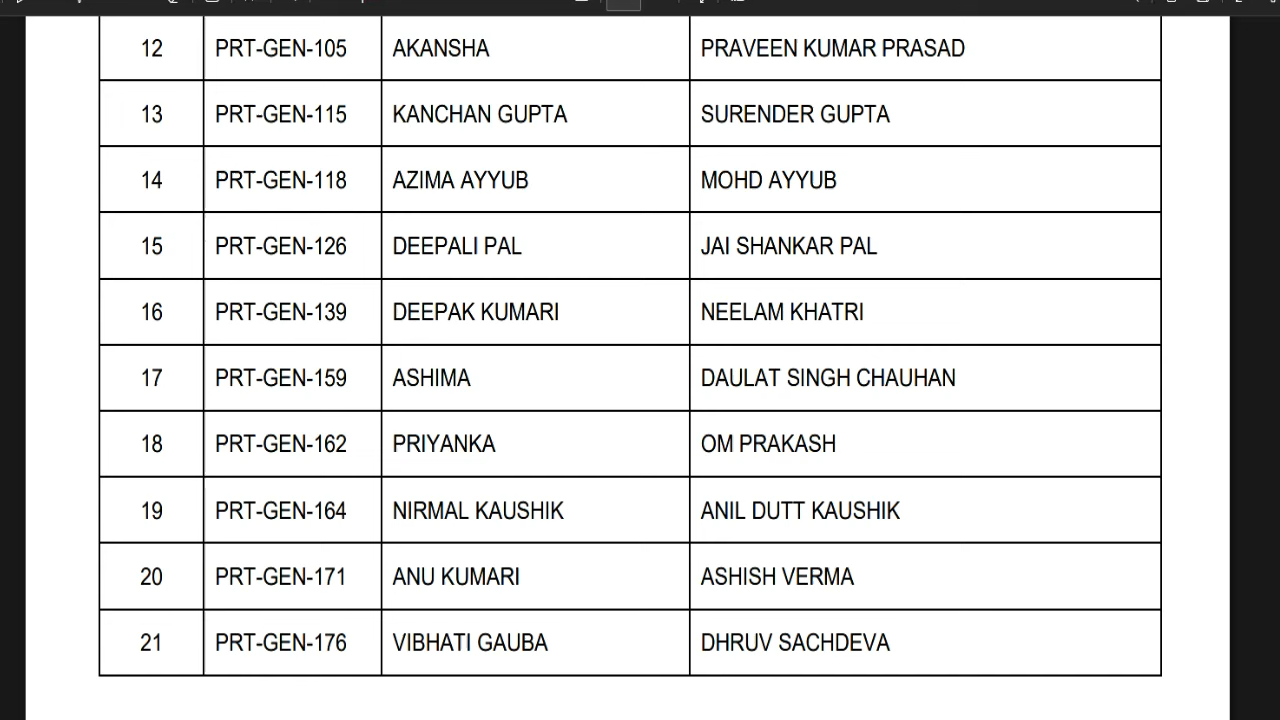 12 PRT-GEN-105 AKANSHA PRAVEEN KUMAR PRASAD
13 PRT-GEN-115 KANCHAN GUPTA SURENDER GUPTA
14 PRT-GEN-118 AZIMA AYYUB MOHD AYYUB
15 PRT-GEN-126 DEEPALI PAL JAI SHANKAR PAL
16 PRT-GEN-139 DEEPAK KUMARI NEELAM KHATRI
17 PRT-GEN-159 ASHIMA DAULAT SINGH CHAUHAN
18 PRT-GEN-162 PRIYANKA OM PRAKASH
19 PRT-GEN-164 NIRMAL KAUSHIK ANIL DUTT KAUSHIK
20 PRT-GEN-171 ANU KUMARI ASHISH VERMA
21 PRT-GEN-176 VIBHATI GAUBA DHRUV SACHDEVA